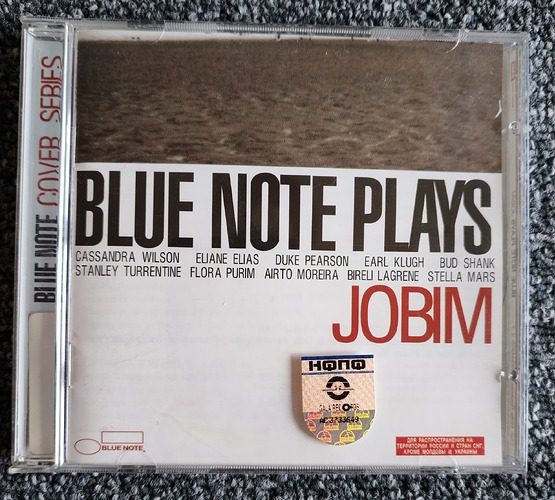 BLUE NOTE COVER SERIES
BLUE NOTE PLAYS
CASSANDRA WILSON ELIANE ELIAS DUKE PEARSON EARL KLUGH BUD SHANK
STANLEY TURRENTINE FLORA PURIM AIRTO MOREIRA BIRELI LAGRENE STELLA MARS
JOBIM
BLUE NOTE
ДЛЯ РАСПРОСТРАНЕНИЯ НА
ТЕРРИТОРИИ РОССИИ И СТРАН СНГ,
КРОМЕ МОЛДОВЫ И УКРАИНЫ